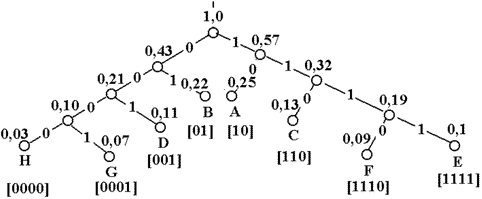 1,0
0,43 0 1 0,57
0,21 0 1 0,22 0,25 0 1 0,32
0,10 0 1 0,11 B A 0,13 0 1 0,19
0,03 0 1 0,07 D [01] [10] C 0,09 0 1 0,1
H G [001] [110] F E
[0000] [0001] [1110] [1111]